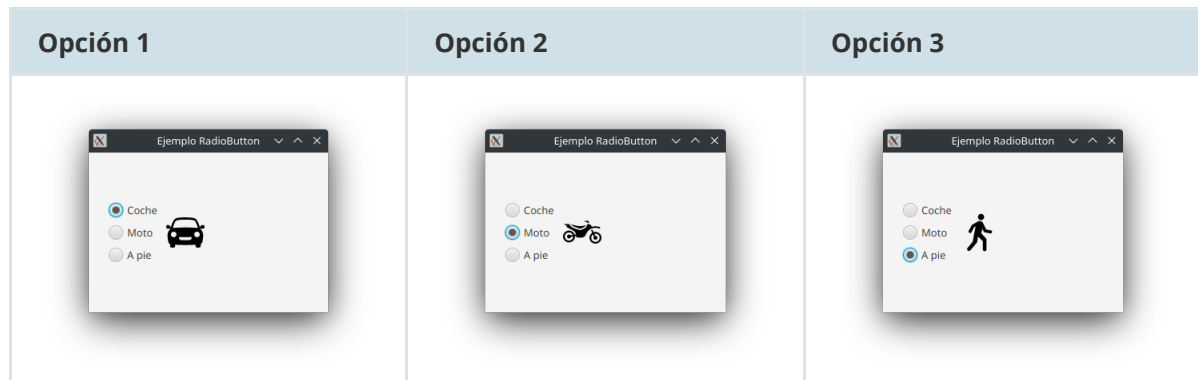 Opción 1
Opción 2
Opción 3
Ejemplo RadioButton
Coche
Moto
A pie
Ejemplo RadioButton
Coche
Moto
A pie
Ejemplo RadioButton
Coche
Moto
A pie